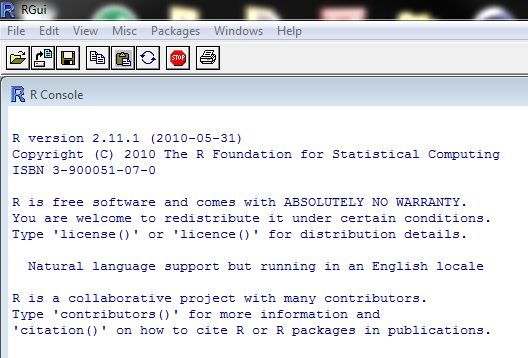 R RGui
File Edit View Misc Packages Windows Help
STOP
R R Console
R version 2.11.1 (2010-05-31)
Copyright (C) 2010 The R Foundation for Statistical Computing
ISBN 3-900051-07-0
R is free software and comes with ABSOLUTELY NO WARRANTY.
You are welcome to redistribute it under certain conditions.
Type 'license()' or 'licence()' for distribution details.
Natural language support but running in an English locale
R is a collaborative project with many contributors.
Type 'contributors()' for more information and
'citation()' on how to cite R or R packages in publications.